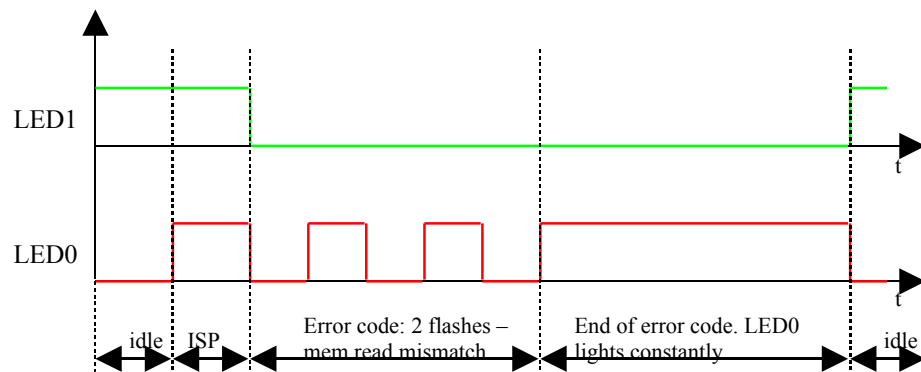 LED1
t
LED0
t
idle
ISP
Error code: 2 flashes –
mem read mismatch
End of error code. LED0
lights constantly
idle